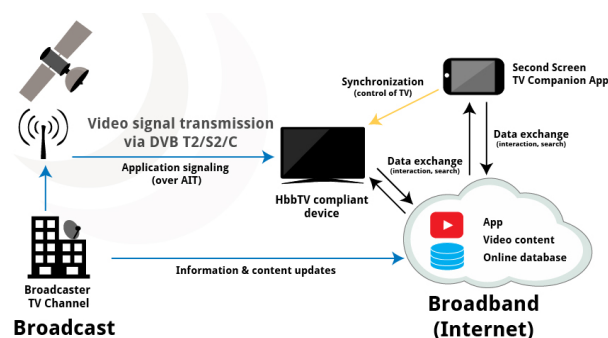 Second Screen
TV Companion App
Synchronization
(control of TV)
Video signal transmission
via DVB T2/S2/C
Application signaling
(over AIT)
HbbTV compliant
device
Data exchange
(interaction, search)
Data exchange
(interaction, search)
App
Video content
Online database
Information & content updates
Broadcaster
TV Channel
Broadcast
Broadband
(Internet)